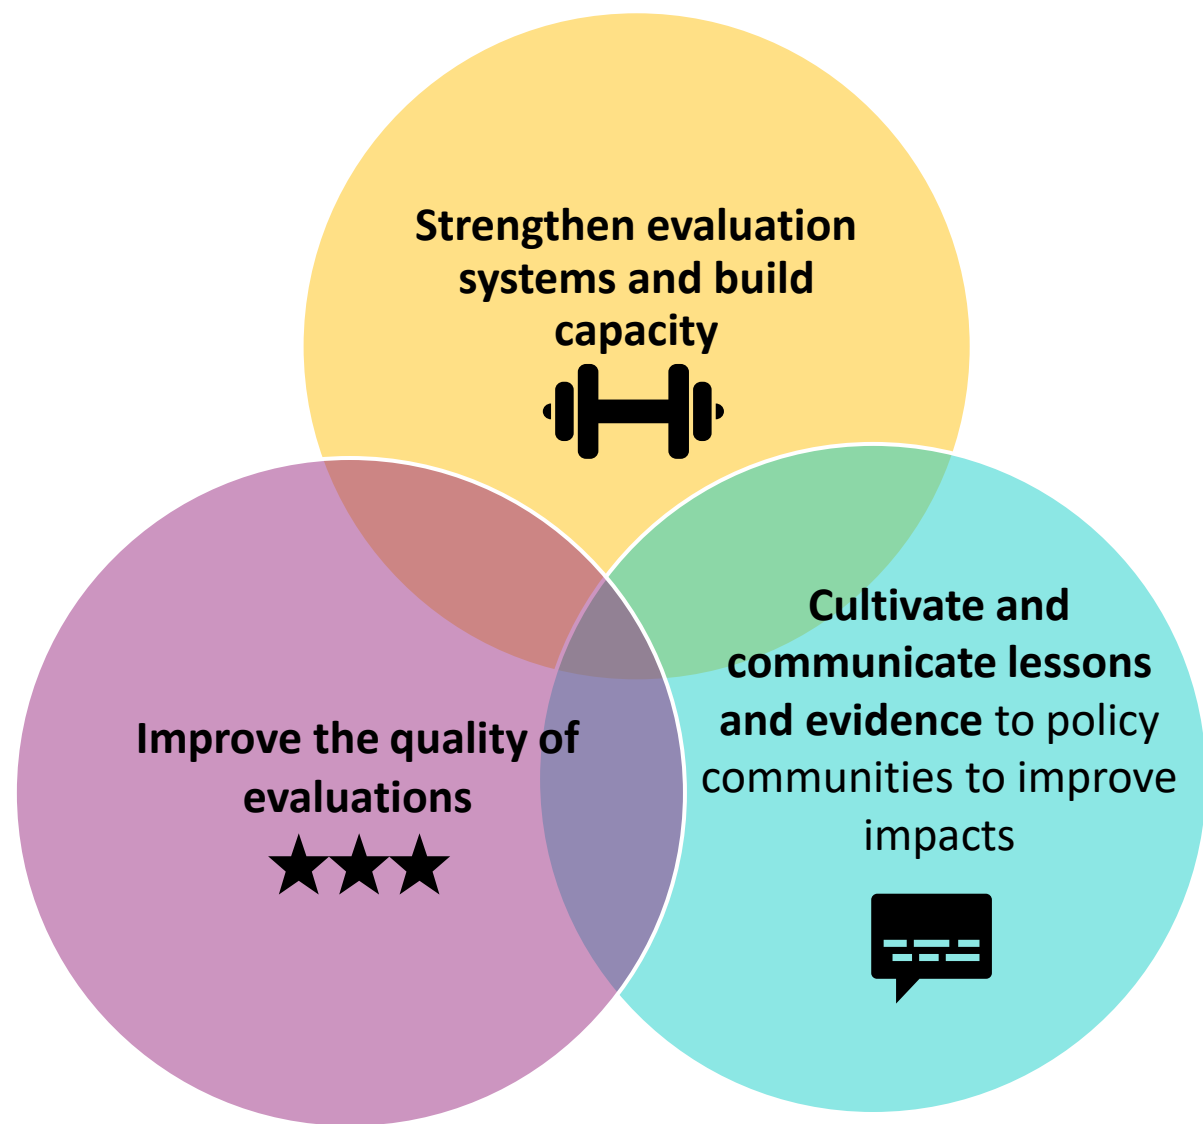 Strengthen evaluation
systems and build
capacity
Improve the quality of
evaluations
Cultivate and
communicate lessons
and evidence to policy
communities to improve
impacts